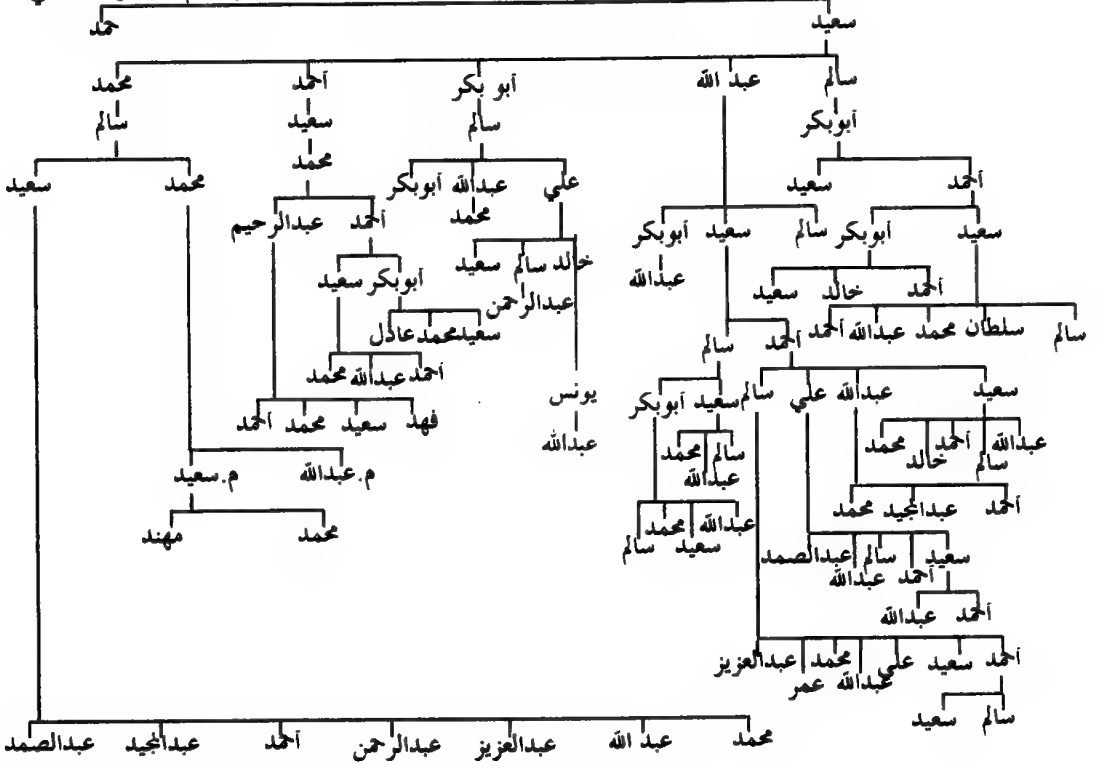 سعيد حمد
سالم عبد الله أبو بكر أحمد محمد
أبوبكر سالم سعيد سالم
محمد
أحمد سعيد علي عبدالله أبوبكر محمد سعيد
محمد
سعيد أبوبكر سالم سعيد أبوبكر أحمد عبدالرحيم
عبدالله خالد سالم سعيد
أحمد خالد سعيد أبوبكر سعيد
عبدالرحمن
سالم سلطان محمد عبدالله أحمد أحمد سالم سعيد محمد عادل
أحمد عبدالله محمد
سعيد عبدالله علي سالم سعيد أبوبكر يونس
فهد سعيد محمد أحمد
عبدالله أحمد محمد
سالم خالد
سالم محمد
عبدالله
عبدالله
م.عبدالله م.سعيد
أحمد عبدالمجيد محمد
عبدالله محمد
سعيد سالم
محمد مهند
سعيد سالم عبدالصمد
أحمد عبدالله
أحمد عبدالله
أحمد سعيد علي محمد عبدالعزيز
عبدالله عمر
سالم سعيد
محمد عبد الله عبدالعزيز عبدالرحمن أحمد عبدالمجيد عبدالصمد